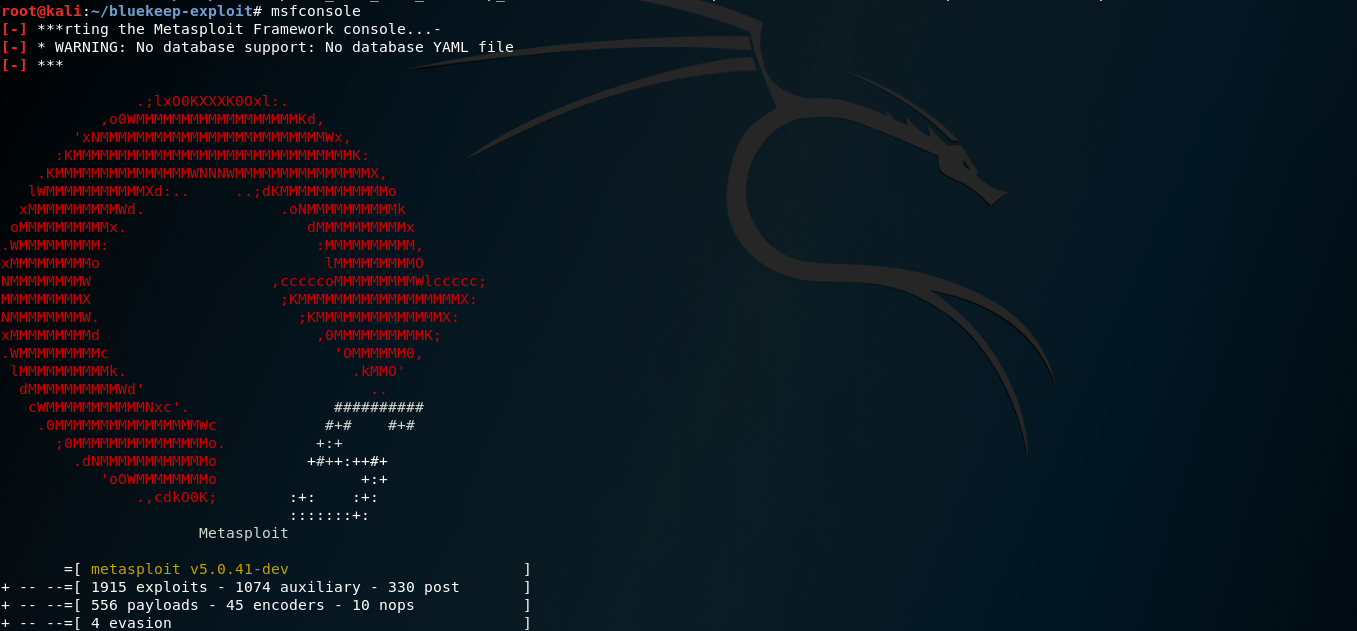 root@kali:~/bluekeep-exploit# msfconsole
[-] ***rting the Metasploit Framework console...-
[-] * WARNING: No database support: No database YAML file
[-] ***
.;lxO0KXXXK0Oxl:.
,o0WMMMMMMMMMMMMMMMMMMKd,
'xNMMMMMMMMMMMMMMMMMMMMMMMMMWx,
:KMMMMMMMMMMMMMMMMMMMMMMMMMMMMMMMK:
.KMMMMMMMMMMMMMMMWNNNWMMMMMMMMMMMMMMMX,
lWMMMMMMMMMMMXd:..     ..;dKMMMMMMMMMMMMo
xMMMMMMMMMMWd.               .oNMMMMMMMMMMk
oMMMMMMMMMMx.                    dMMMMMMMMMMx
.WMMMMMMMMM:                       :MMMMMMMMMM,
xMMMMMMMMMo                         lMMMMMMMMMO
NMMMMMMMMW                    ,cccccoMMMMMMMMMWlccccc;
MMMMMMMMMX                     ;KMMMMMMMMMMMMMMMMMMX:
NMMMMMMMMW.                      ;KMMMMMMMMMMMMMMX:
xMMMMMMMMMd                        ,0MMMMMMMMMMK;
.WMMMMMMMMMc                         'OMMMMMM0,
lMMMMMMMMMMk.                         .kMMO'
dMMMMMMMMMMWd'                         ..
cWMMMMMMMMMMMNxc'.                ##########
.0MMMMMMMMMMMMMMMMWc            #+#    #+#
;0MMMMMMMMMMMMMMMo.          +:+
.dNMMMMMMMMMMMMo          +#++:++#+
'oOWMMMMMMMMo                +:+
.,cdkO0K;        :+:    :+:
:::::::+:
Metasploit
=[ metasploit v5.0.41-dev                          ]
+ -- --=[ 1915 exploits - 1074 auxiliary - 330 post       ]
+ -- --=[ 556 payloads - 45 encoders - 10 nops            ]
+ -- --=[ 4 evasion                                       ]